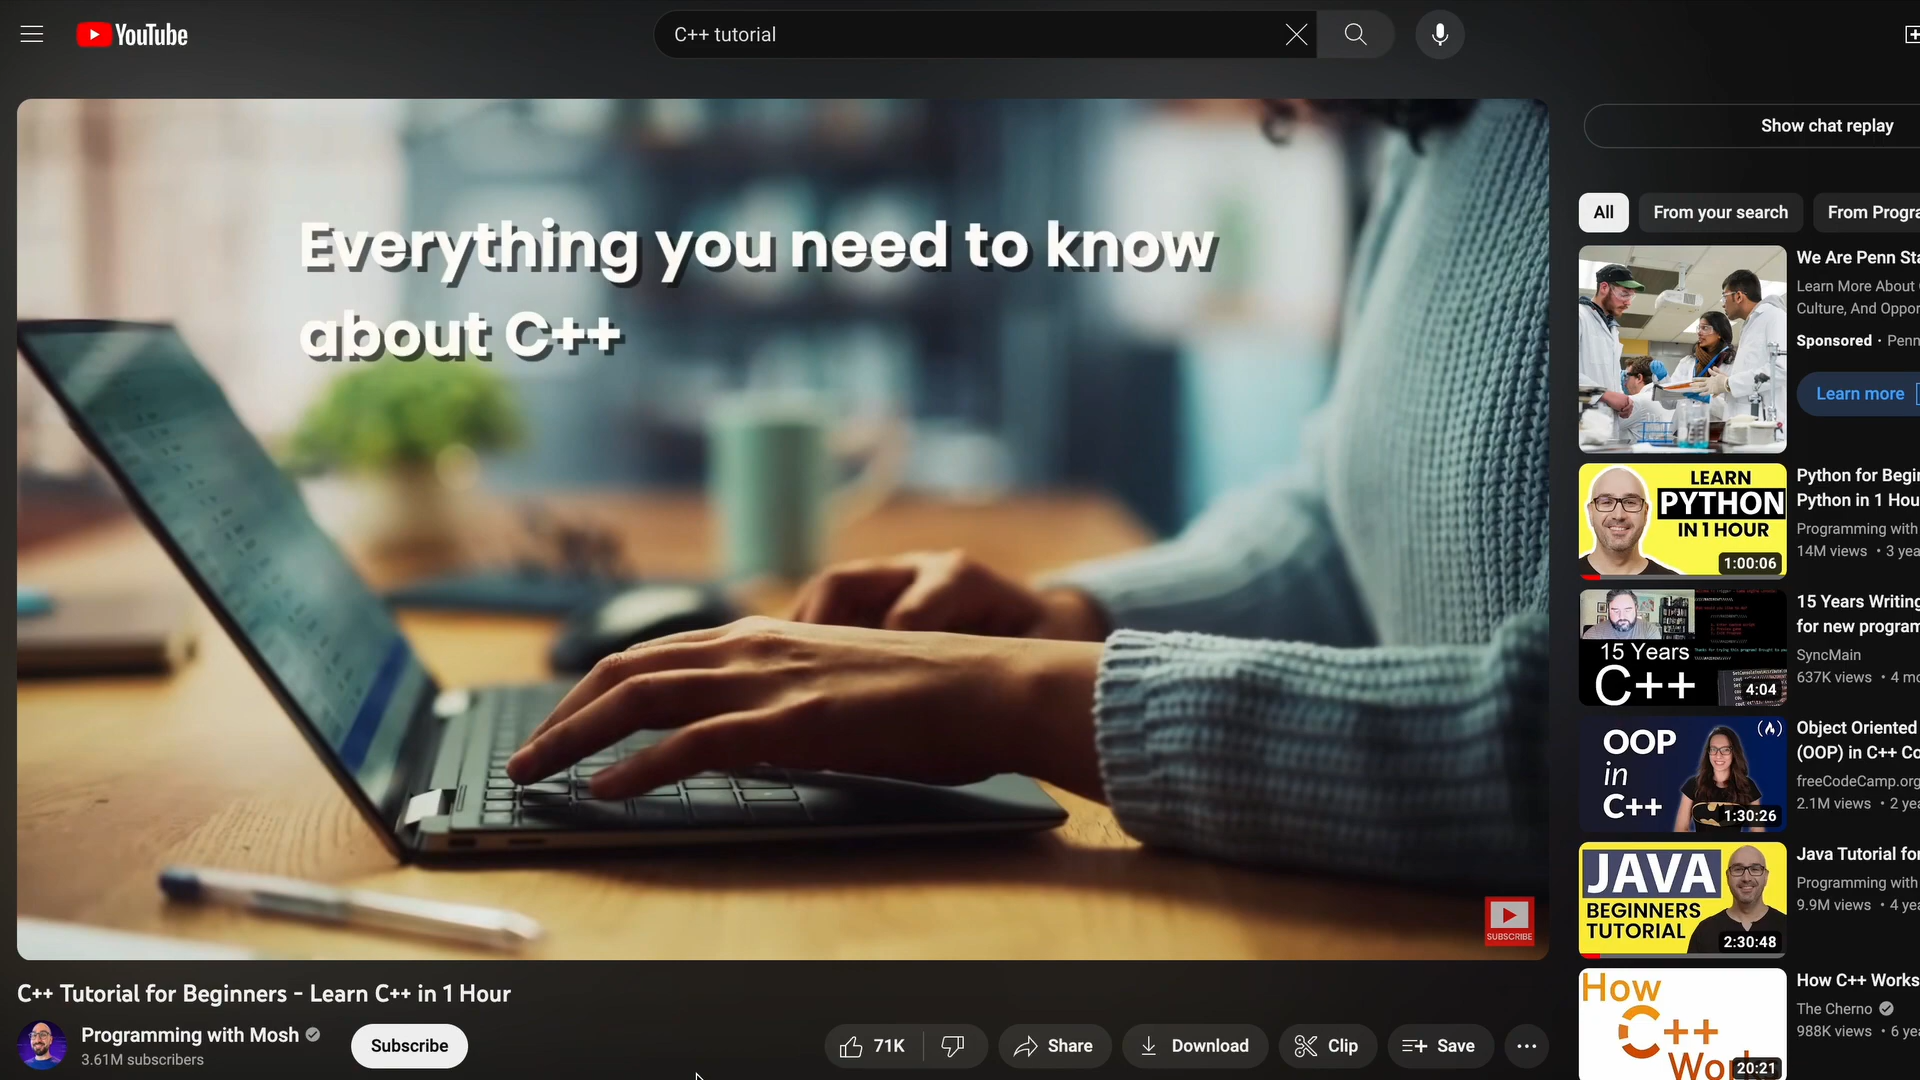 YouTube
C++ tutorial
Everything you need to know
about C++
SUBSCRIBE
C++ Tutorial for Beginners - Learn C++ in 1 Hour
Programming with Mosh
3.61M subscribers
Subscribe
71K
Share
Download
Clip
Save
Show chat replay
All
From your search
From Progra
We Are Penn Sta
Learn More About
Culture, And Oppor
Sponsored · Penn
Learn more
LEARN
PYTHON
IN 1 HOUR
1:00:06
Python for Begin
Python in 1 Hou
Programming with
14M views • 3 yea
15 Years
C++
4:04
15 Years Writing
for new program
SyncMain
637K views • 4 mo
OOP
in
C++
1:30:26
Object Oriented
(OOP) in C++ Co
freeCodeCamp.org
2.1M views • 2 yea
JAVA
BEGINNERS
TUTORIAL
2:30:48
Java Tutorial for
Programming with
9.9M views • 4 yea
How
C++
Wor
20:21
How C++ Works
The Cherno
988K views • 6 yea